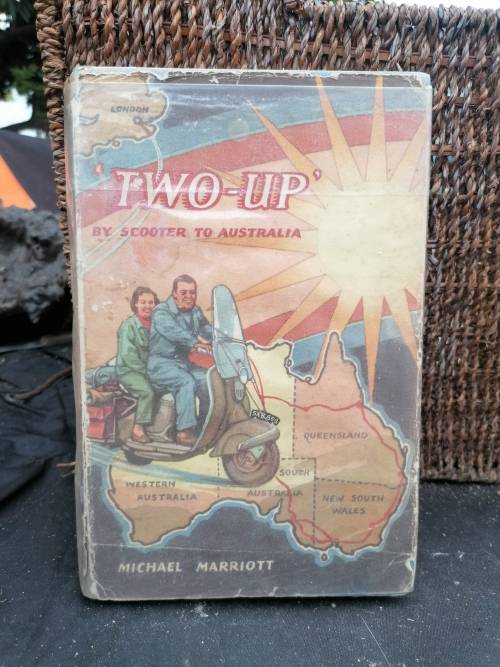 LONDON
'TWO-UP'
BY SCOOTER TO AUSTRALIA
QUEENSLAND
SOUTH
AUSTRALIA
WESTERN
AUSTRALIA
NEW SOUTH
WALES
MICHAEL MARRIOTT